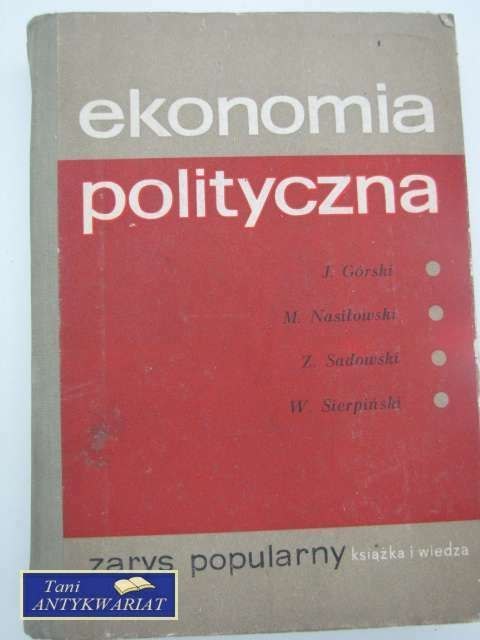 ekonomia
polityczna
J. Górski
M. Nasiłowski
Z. Sadowski
W. Sierpiński
zarys popularny książka i wiedza
Tani
ANTYKWARIAT